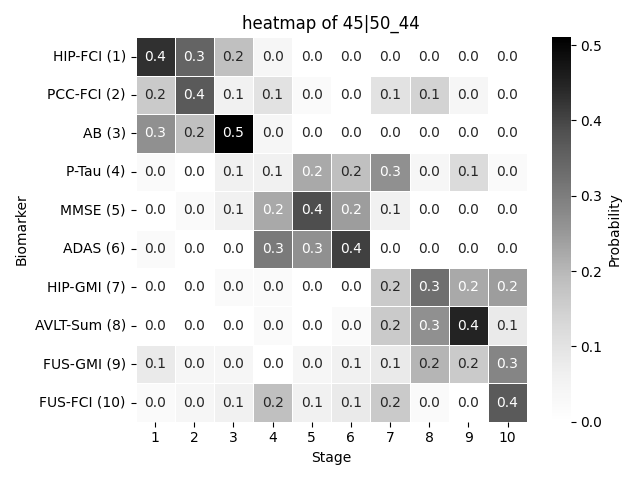 heatmap of 45|50_44
Biomarker
HIP-FCI (1) 0.4 0.3 0.2 0.0 0.0 0.0 0.0 0.0 0.0 0.0
PCC-FCI (2) 0.2 0.4 0.1 0.1 0.0 0.0 0.1 0.1 0.0 0.0
AB (3) 0.3 0.2 0.5 0.0 0.0 0.0 0.0 0.0 0.0 0.0
P-Tau (4) 0.0 0.0 0.1 0.1 0.2 0.2 0.3 0.0 0.1 0.0
MMSE (5) 0.0 0.0 0.1 0.2 0.4 0.2 0.1 0.0 0.0 0.0
ADAS (6) 0.0 0.0 0.0 0.3 0.3 0.4 0.0 0.0 0.0 0.0
HIP-GMI (7) 0.0 0.0 0.0 0.0 0.0 0.0 0.2 0.3 0.2 0.2
AVLT-Sum (8) 0.0 0.0 0.0 0.0 0.0 0.0 0.2 0.3 0.4 0.1
FUS-GMI (9) 0.1 0.0 0.0 0.0 0.0 0.1 0.1 0.2 0.2 0.3
FUS-FCI (10) 0.0 0.0 0.1 0.2 0.1 0.1 0.2 0.0 0.0 0.4
1 2 3 4 5 6 7 8 9 10
Stage
0.5
0.4
0.3
0.2
0.1
0.0
Probability